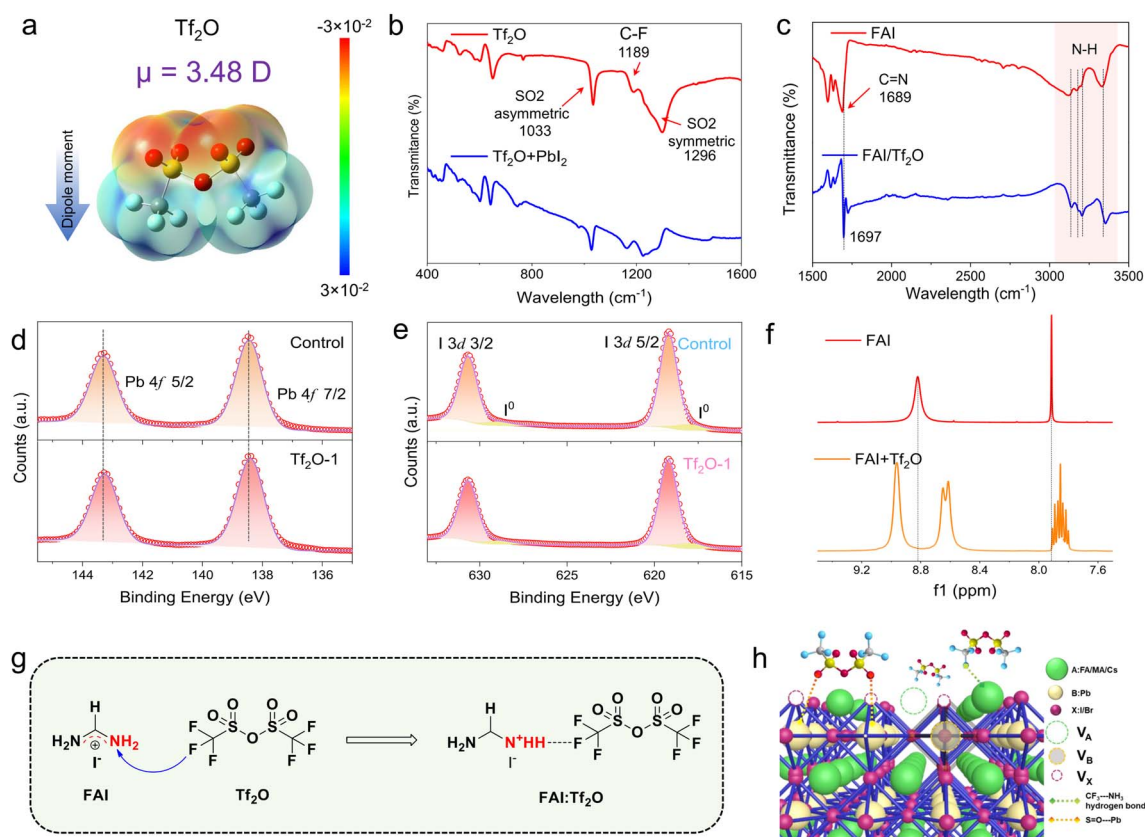 a
Tf₂O
μ = 3.48 D
Dipole moment
-3×10⁻²
3×10⁻²
b
Tf₂O
C-F
1189
SO2
asymmetric
1033
SO2
symmetric
1296
Tf₂O+PbI₂
Transmitance (%)
400
800
1200
1600
Wavelength (cm⁻¹)
c
FAI
N-H
C=N
1689
FAI/Tf₂O
1697
Transmittance (%)
1500
2000
2500
3000
3500
Wavelength (cm⁻¹)
d
Control
Pb 4f 5/2
Pb 4f 7/2
Tf₂O-1
Counts (a.u.)
144
142
140
138
136
Binding Energy (eV)
e
I 3d 3/2
I 3d 5/2
Control
I⁰
I⁰
Tf₂O-1
Counts (a.u.)
630
625
620
615
Binding Energy (eV)
f
FAI
FAI+Tf₂O
9.2
8.8
8.4
8.0
7.6
f1 (ppm)
g
H
H₂N
NH₂
⊕
I⁻
FAI
O O O O
S S
F O F
F F F F
Tf₂O
H
H₂N
N⁺HH
I⁻
O O O O
S S
F O F
F F F F
FAI:Tf₂O
h
A:FA/MA/Cs
B:Pb
X:I/Br
V_A
V_B
V_X
CF₃---NH₃
hydrogen bond
S=O---Pb